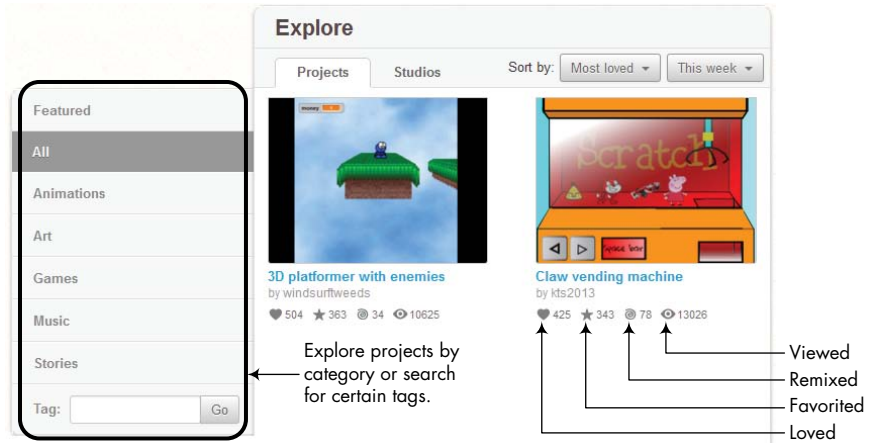 Explore
Projects Studios Sort by: Most loved This week
Featured
All
Animations
Art
Games
Music
Stories
Tag: Go
money
Scratch
Space bar
3D platformer with enemies
by windsurftweeds
504 363 34 10625
Claw vending machine
by kts2013
425 343 78 13026
Explore projects by
category or search
for certain tags.
Viewed
Remixed
Favorited
Loved